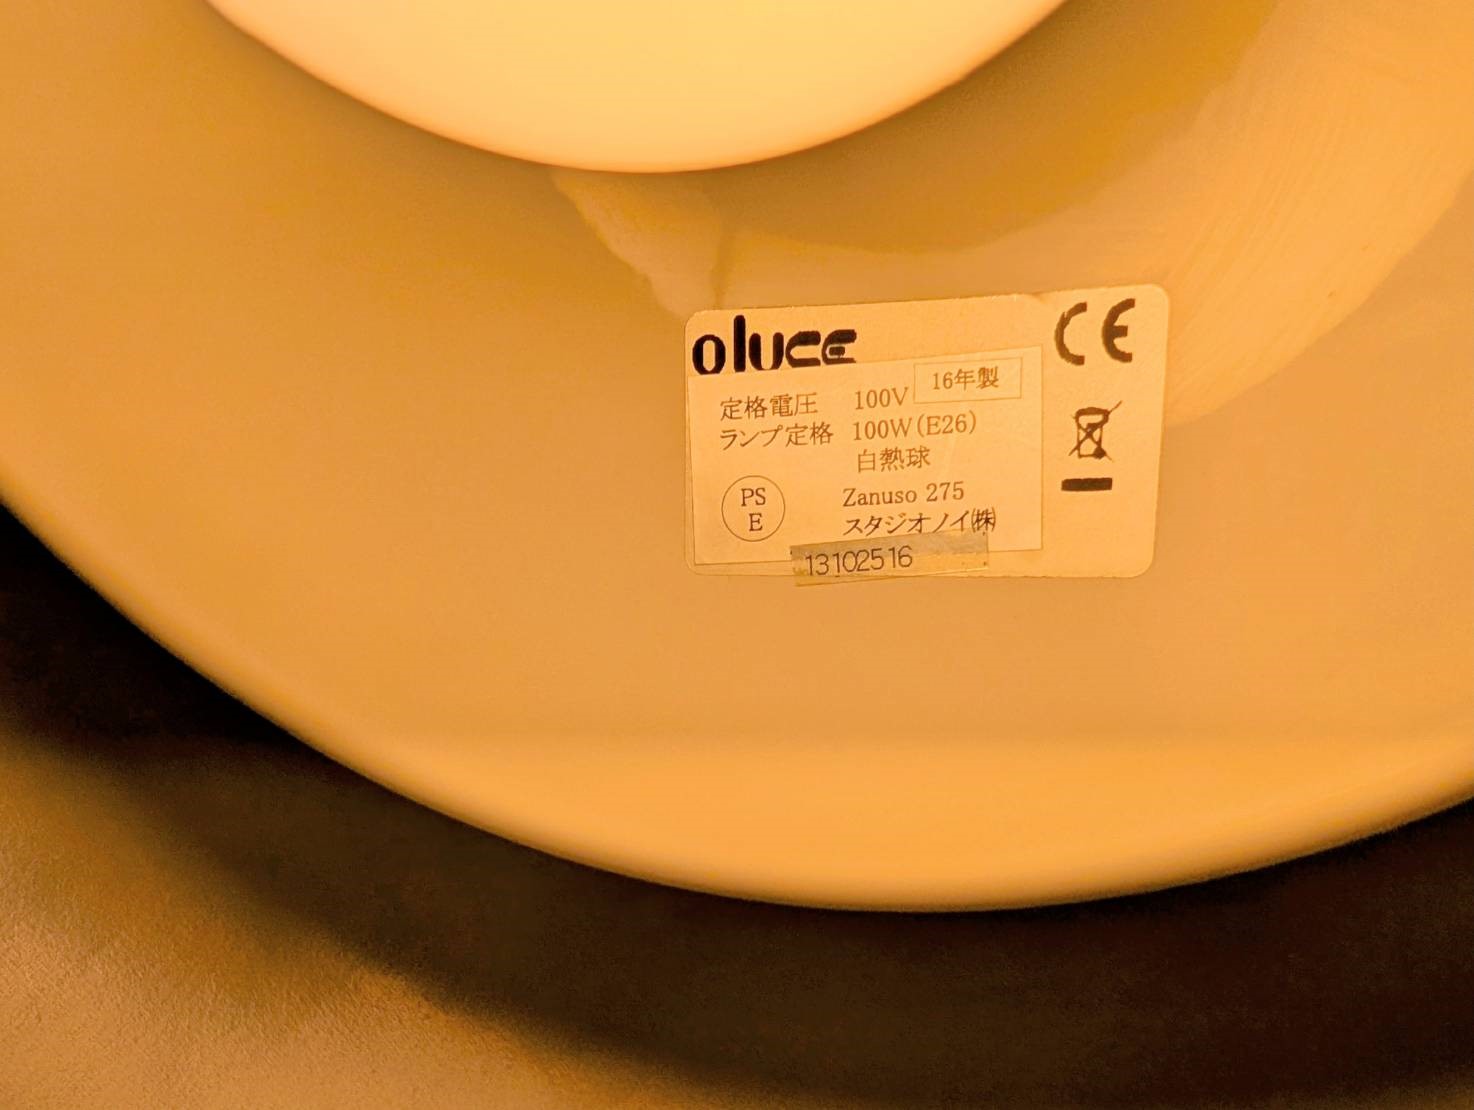 oluce
CE
16年製
定格電圧 100V
ランプ定格 100W(E26)
白熱球
PS
E
Zanuso 275
スタジオノイ㈱
13102516